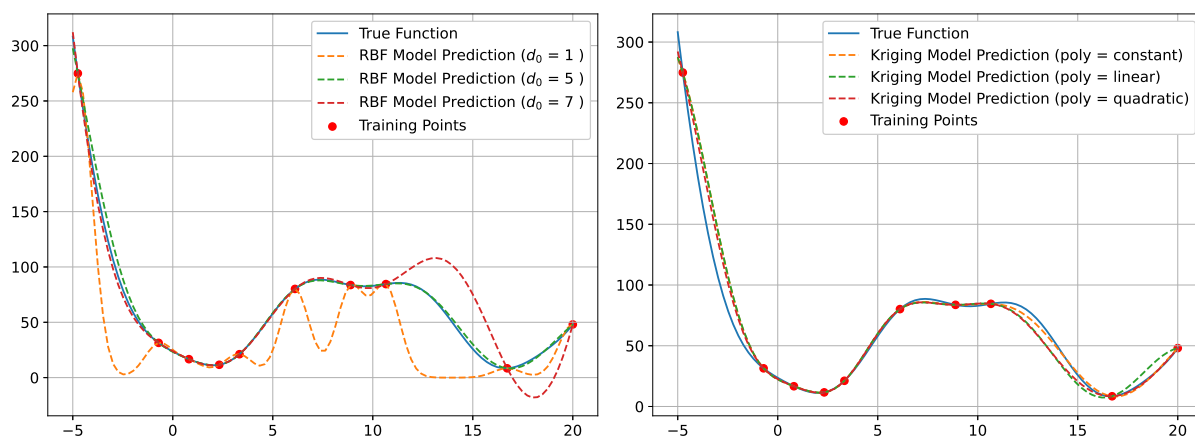 True Function
RBF Model Prediction (d₀ = 1 )
RBF Model Prediction (d₀ = 5 )
RBF Model Prediction (d₀ = 7 )
Training Points
300
250
200
150
100
50
0
−5
0
5
10
15
20
True Function
Kriging Model Prediction (poly = constant)
Kriging Model Prediction (poly = linear)
Kriging Model Prediction (poly = quadratic)
Training Points
300
250
200
150
100
50
0
−5
0
5
10
15
20